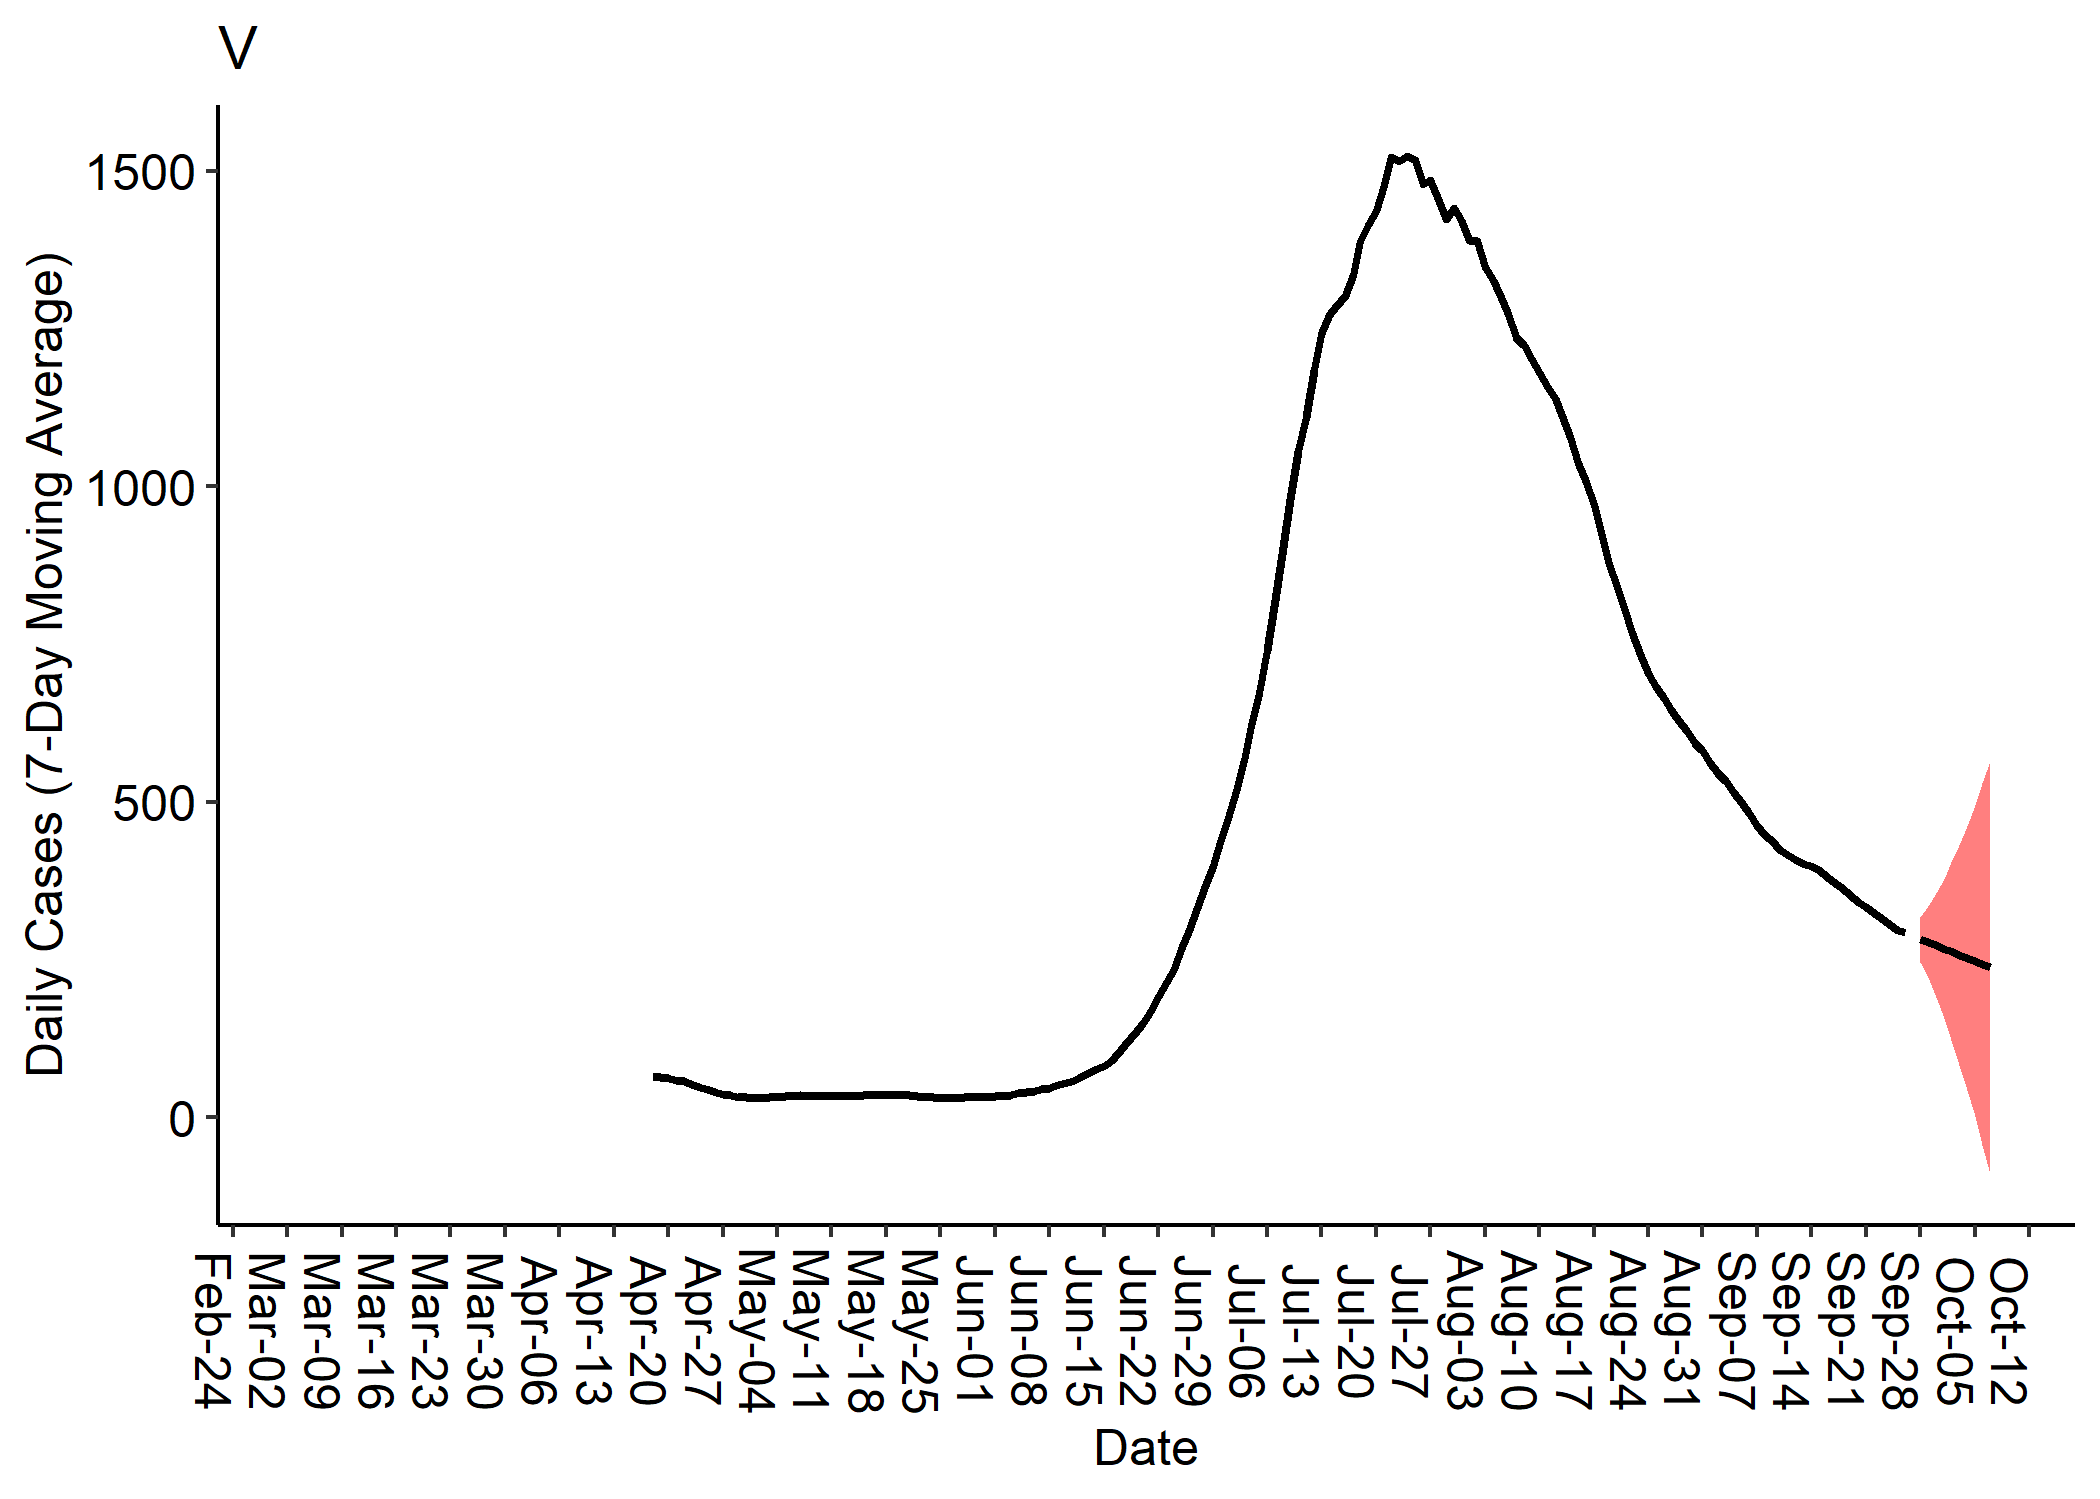 V
Daily Cases (7-Day Moving Average)
1500
1000
500
0
Feb-24
Mar-02
Mar-09
Mar-16
Mar-23
Mar-30
Apr-06
Apr-13
Apr-20
Apr-27
May-04
May-11
May-18
May-25
Jun-01
Jun-08
Jun-15
Jun-22
Jun-29
Jul-06
Jul-13
Jul-20
Jul-27
Aug-03
Aug-10
Aug-17
Aug-24
Aug-31
Sep-07
Sep-14
Sep-21
Sep-28
Oct-05
Oct-12
Date